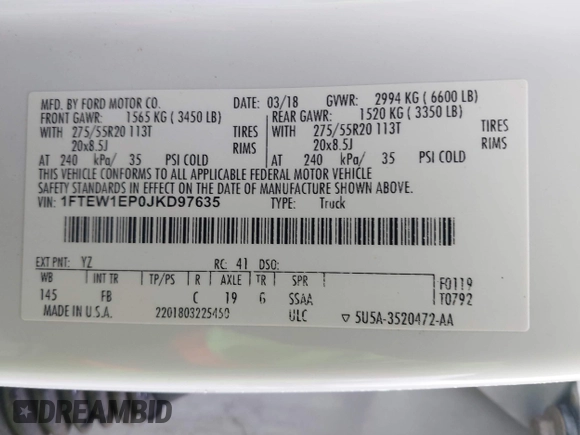 MFD. BY FORD MOTOR CO. DATE: 03/18 GVWR: 2994 KG ( 6600 LB)
FRONT GAWR: 1565 KG ( 3450 LB) REAR GAWR: 1520 KG ( 3350 LB)
WITH 275/55R20 113T TIRES WITH 275/55R20 113T TIRES
20x8.5J RIMS 20x8.5J RIMS
AT 240 kPa/ 35 PSI COLD AT 240 kPa/ 35 PSI COLD
THIS VEHICLE CONFORMS TO ALL APPLICABLE FEDERAL MOTOR VEHICLE
SAFETY STANDARDS IN EFFECT ON THE DATE OF MANUFACTURE SHOWN ABOVE.
VIN: 1FTEW1EP0JKD97635 TYPE: Truck
EXT PNT: YZ RC: 41 DSO:
WB INT TR TP/PS R AXLE TR SPR F0119
145 FB C 19 G SSAA T0792
MADE IN U.S.A. 2201803225450 ULC ▽ 5U5A-3520472-AA
DREAMBID